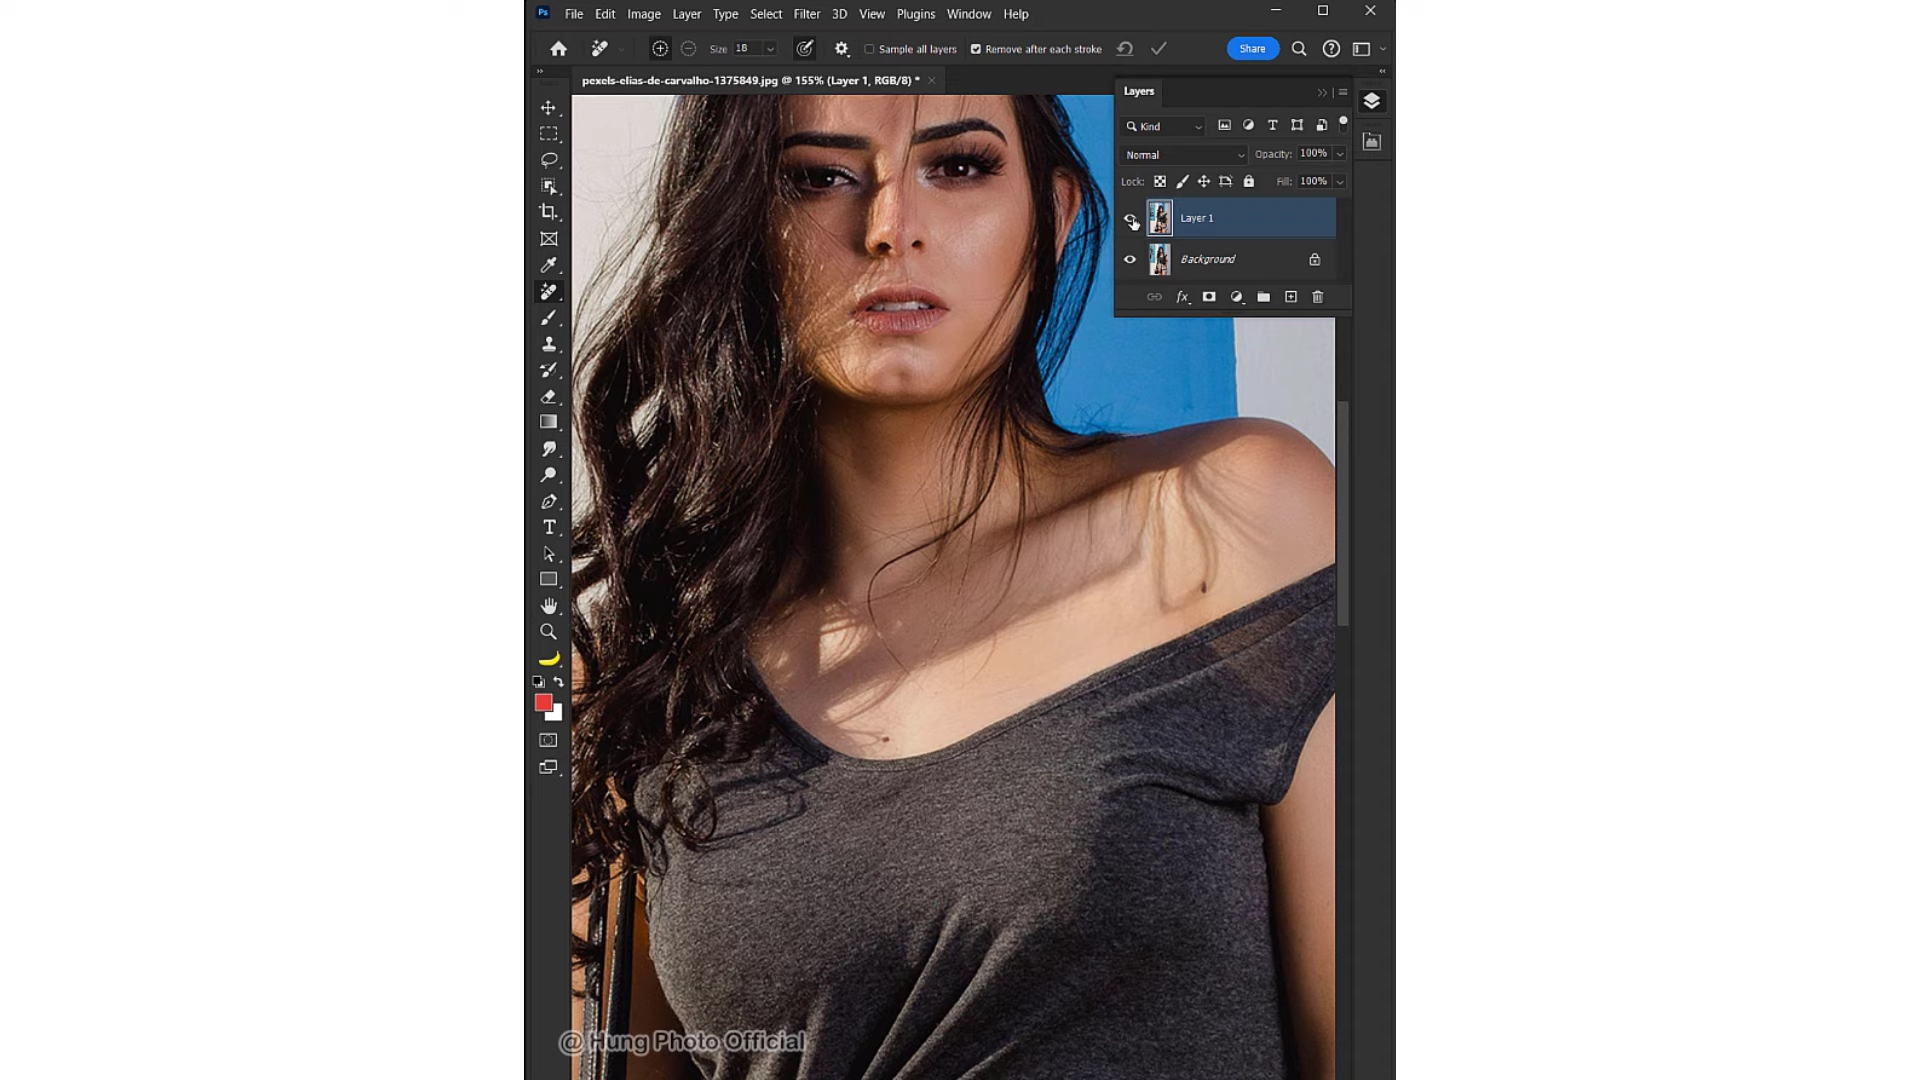 Ps File Edit Image Layer Type Select Filter 3D View Plugins Window Help
Size 18 Sample all layers Remove after each stroke Share
pexels-elias-de-carvalho-1375849.jpg @ 155% (Layer 1, RGB/8) *
Layers
Kind
Normal Opacity: 100%
Lock: Fill: 100%
Layer 1
Background
fx
@ Hung Photo Official